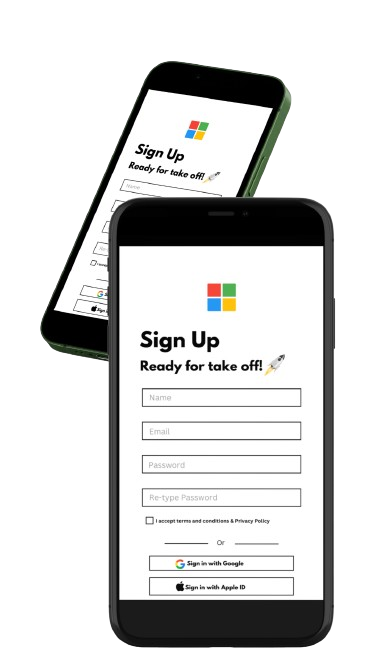 Sign Up
Ready for take off!
Name
Sign Up
Ready for take off!
Name
Email
Password
Re-type Password
I accept terms and conditions & Privacy Policy
Or
Sign in with Google
Sign in with Apple ID